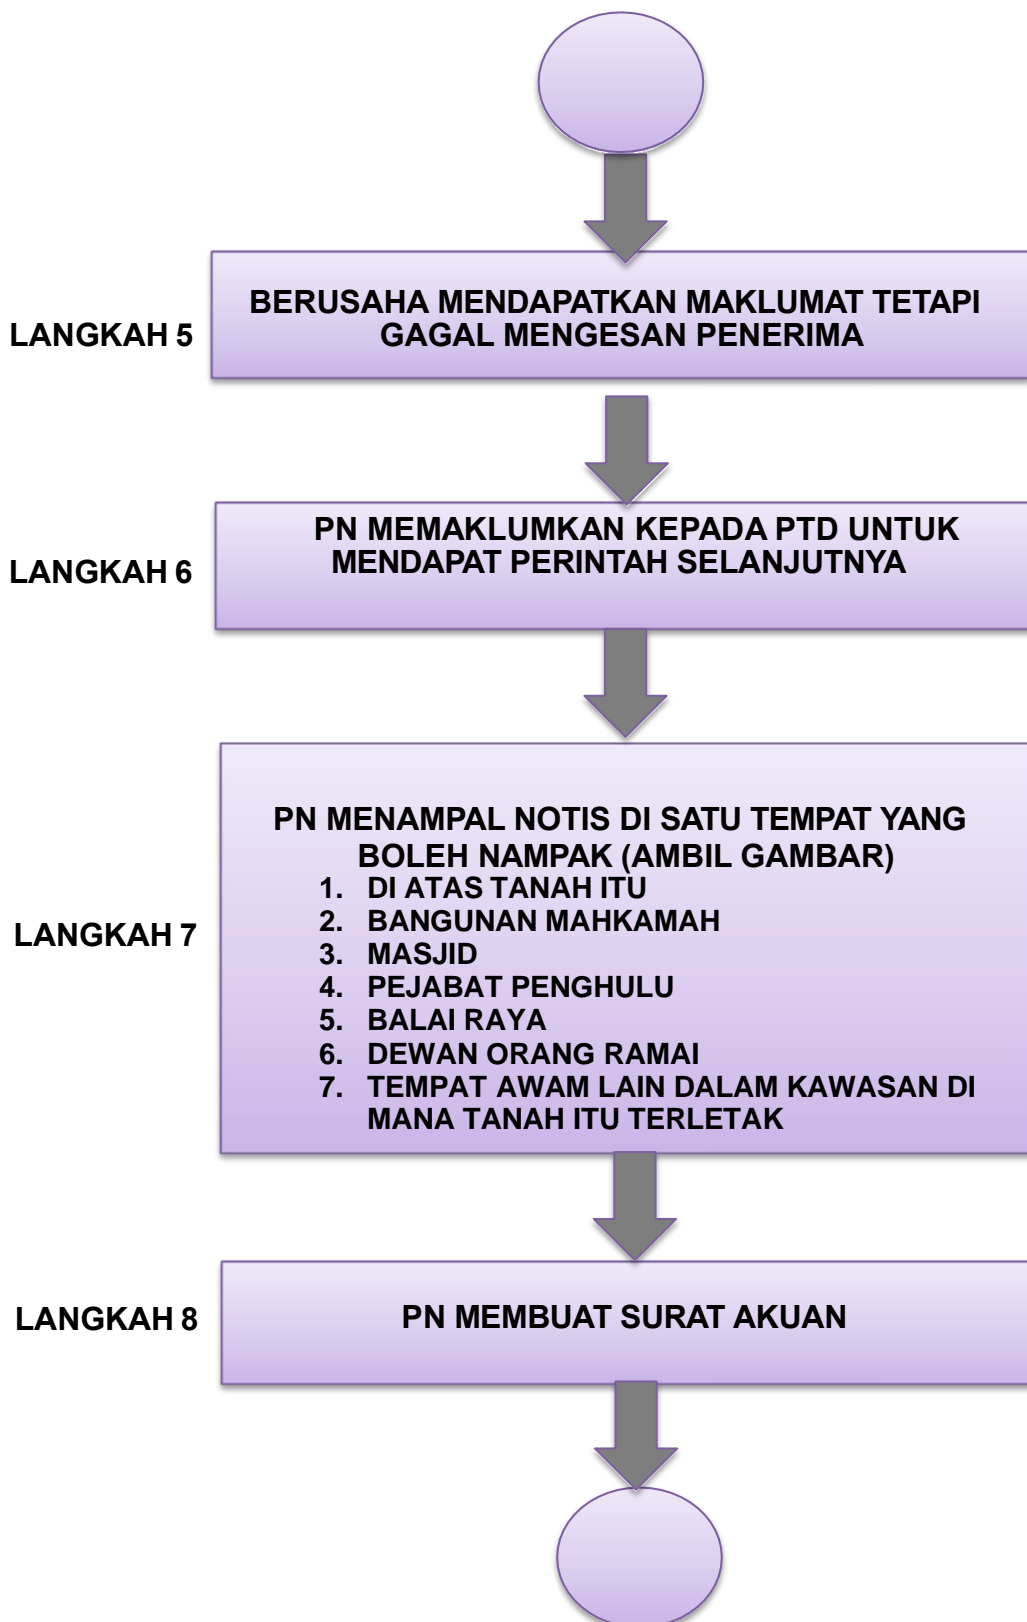 LANGKAH 5
BERUSAHA MENDAPATKAN MAKLUMAT TETAPI
GAGAL MENGESAN PENERIMA
LANGKAH 6
PN MEMAKLUMKAN KEPADA PTD UNTUK
MENDAPAT PERINTAH SELANJUTNYA
LANGKAH 7
PN MENAMPAL NOTIS DI SATU TEMPAT YANG
BOLEH NAMPAK (AMBIL GAMBAR)
1. DI ATAS TANAH ITU
2. BANGUNAN MAHKAMAH
3. MASJID
4. PEJABAT PENGHULU
5. BALAI RAYA
6. DEWAN ORANG RAMAI
7. TEMPAT AWAM LAIN DALAM KAWASAN DI
MANA TANAH ITU TERLETAK
LANGKAH 8
PN MEMBUAT SURAT AKUAN